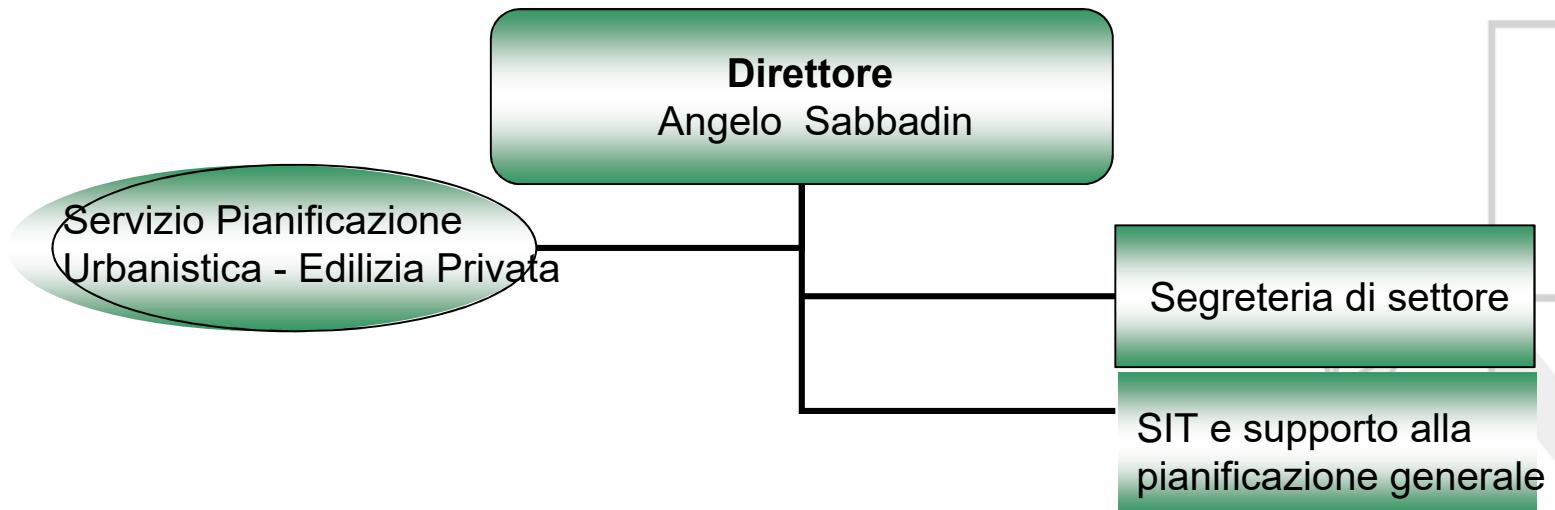 Direttore
Angelo Sabbadin
Servizio Pianificazione
Urbanistica - Edilizia Privata
Segreteria di settore
SIT e supporto alla
pianificazione generale